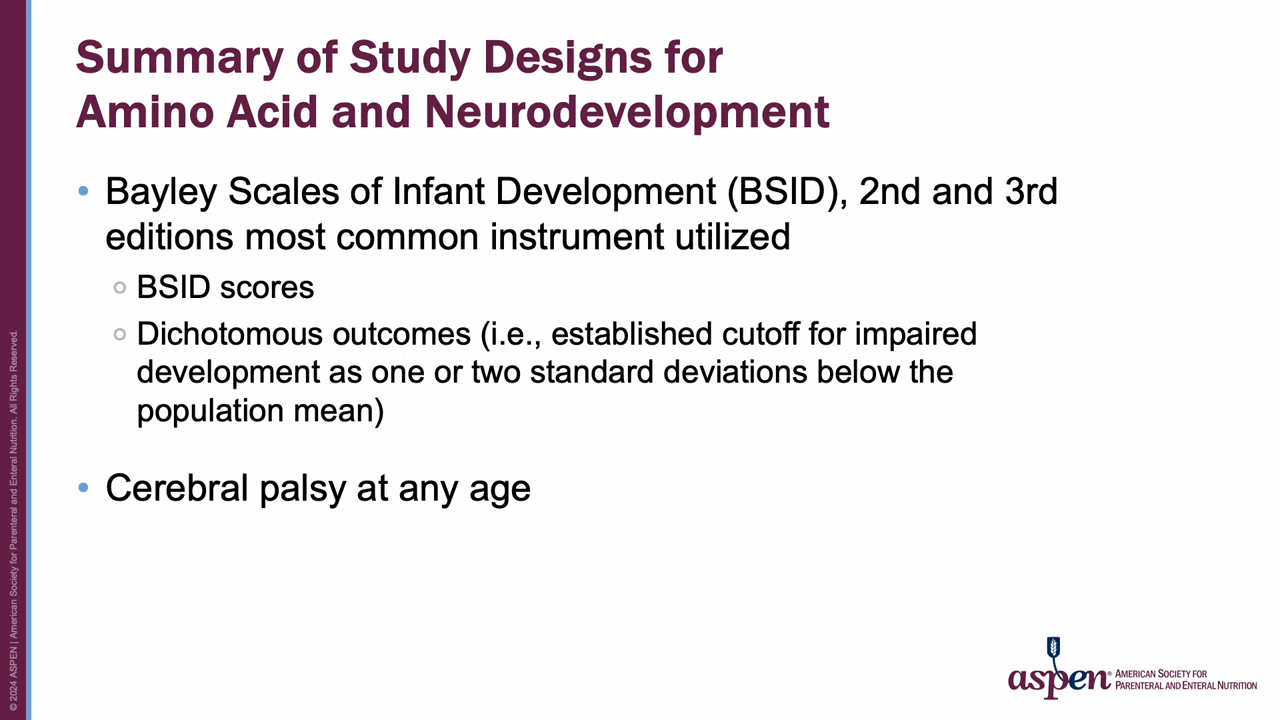 Summary of Study Designs for
Amino Acid and Neurodevelopment
• Bayley Scales of Infant Development (BSID), 2nd and 3rd
editions most common instrument utilized
○ BSID scores
○ Dichotomous outcomes (i.e., established cutoff for impaired
development as one or two standard deviations below the
population mean)
• Cerebral palsy at any age
© 2024 ASPEN | American Society for Parenteral and Enteral Nutrition. All Rights Reserved.
aspen®
AMERICAN SOCIETY FOR
PARENTERAL AND ENTERAL NUTRITION